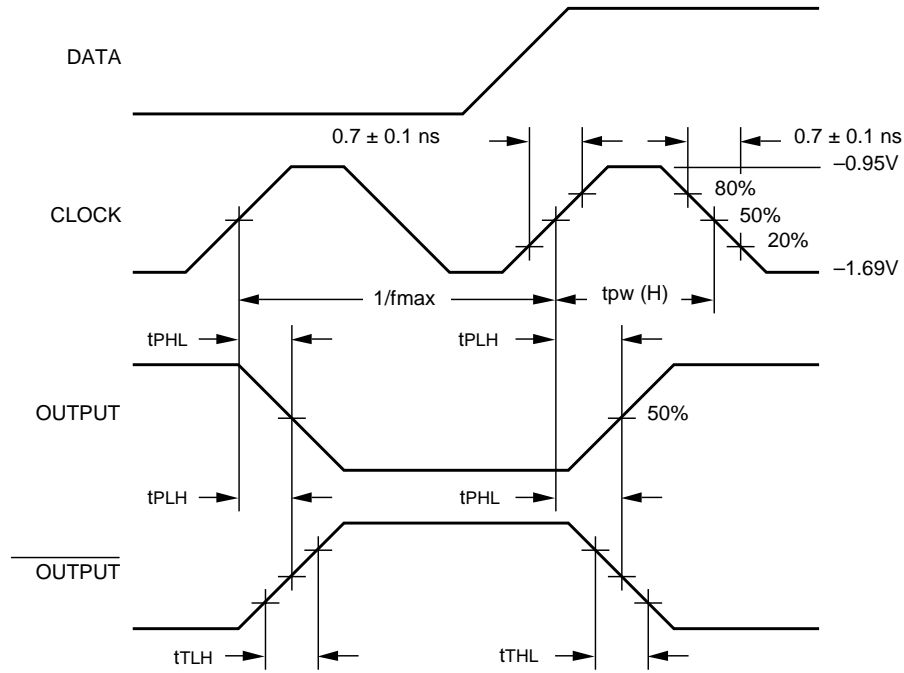 DATA
0.7 ± 0.1 ns
0.7 ± 0.1 ns
–0.95V
80%
CLOCK
50%
20%
–1.69V
1/fmax
tpw (H)
tPHL
tPLH
OUTPUT
50%
tPLH
tPHL
OUTPUT
tTLH
tTHL